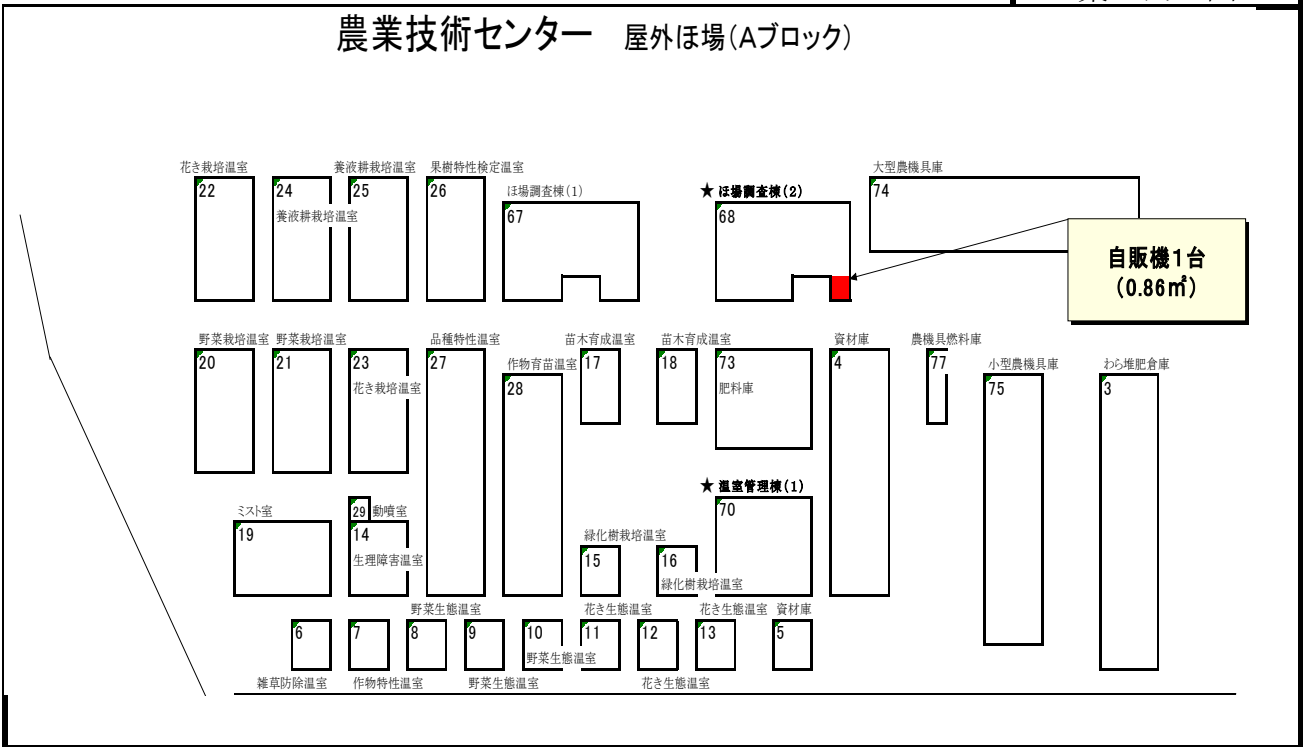 農業技術センター 屋外ほ場(Aブロック)
花き栽培温室
養液耕栽培温室
果樹特性検定温室
大型農機具庫
22
24
25
26
ほ場調査棟(1)
★ ほ場調査棟(2)
74
養液耕栽培温室
67
68
自販機1台
(0.86㎡)
野菜栽培温室
野菜栽培温室
品種特性温室
苗木育成温室
苗木育成温室
資材庫
農機具燃料庫
20
21
23
27
作物育苗温室
17
18
73
4
77
小型農機具庫
わら堆肥倉庫
花き栽培温室
28
肥料庫
75
3
★ 温室管理棟(1)
ミスト室
29
動噴室
70
19
14
緑化樹栽培温室
生理障害温室
15
16
緑化樹栽培温室
野菜生態温室
花き生態温室
花き生態温室
資材庫
6
7
8
9
10
11
12
13
5
野菜生態温室
雑草防除温室
作物特性温室
野菜生態温室
花き生態温室